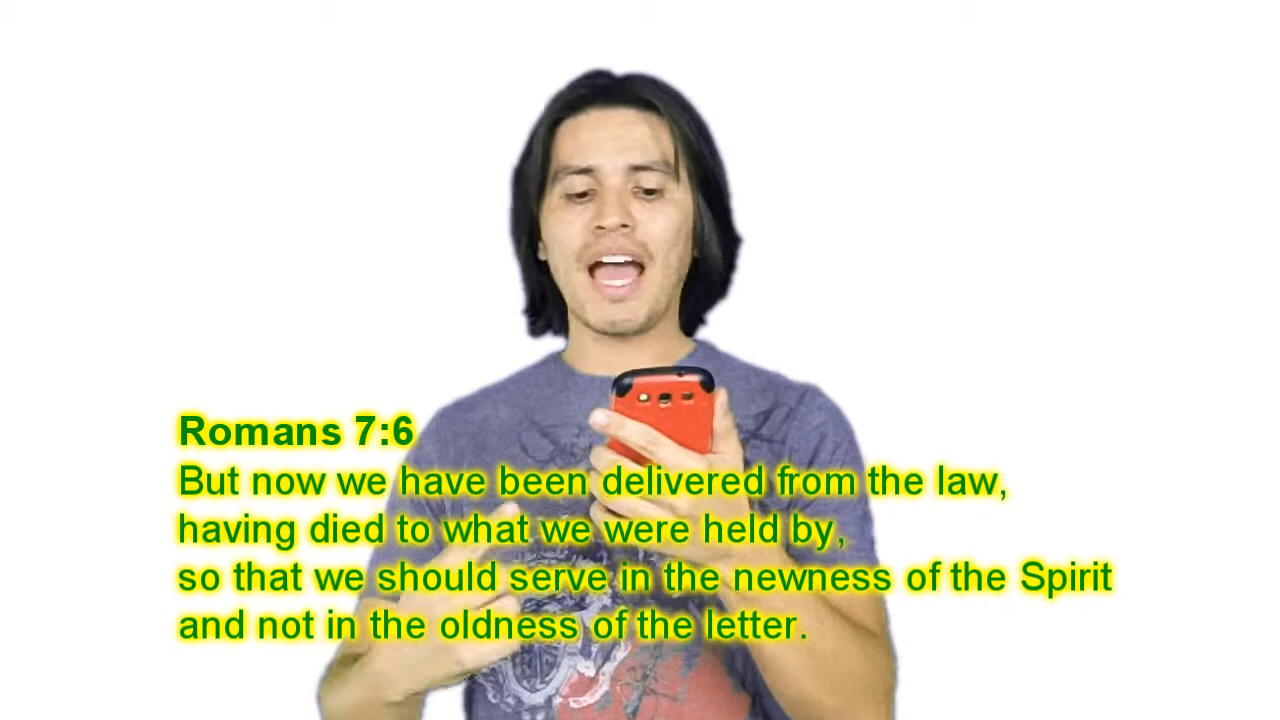 Romans 7:6
But now we have been delivered from the law,
having died to what we were held by,
so that we should serve in the newness of the Spirit
and not in the oldness of the letter.